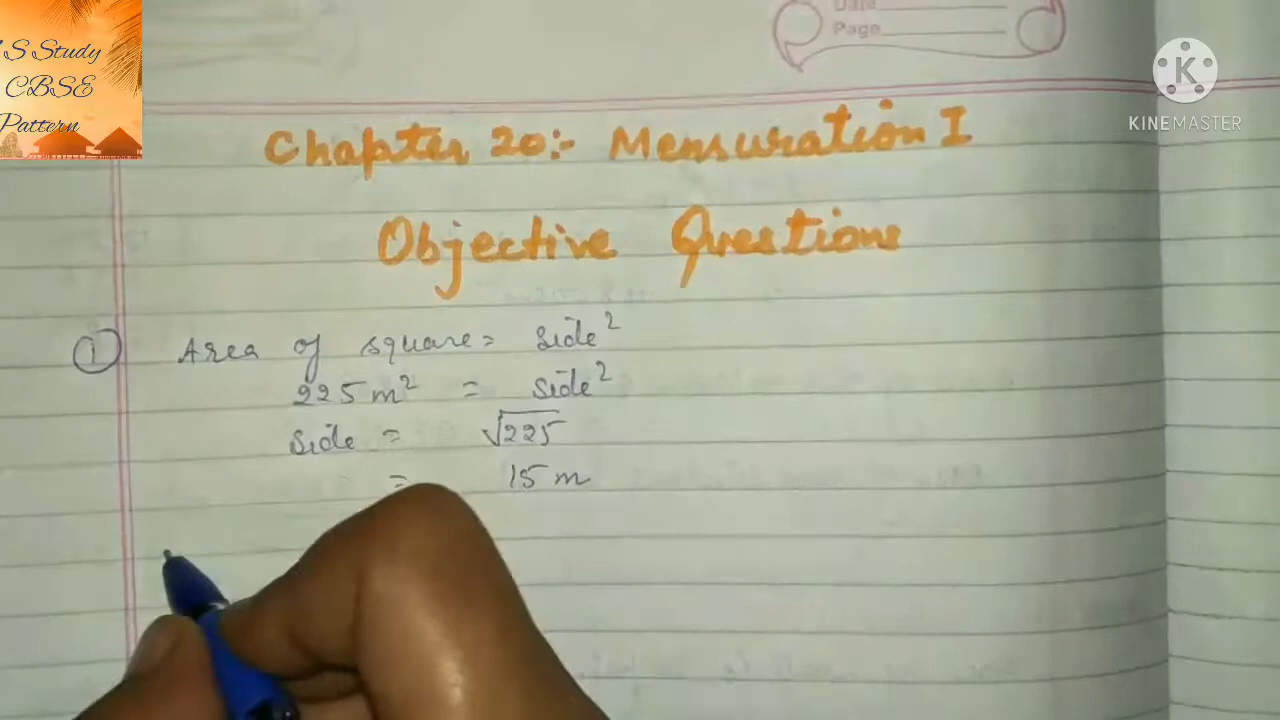 'S Study
CBSE
Pattern
Date
Page
K
KINEMASTER
Chapter 20:- Mensuration I
Objective Questions
① Area of square = side²
225 m² = side²
side = √225
= 15 m